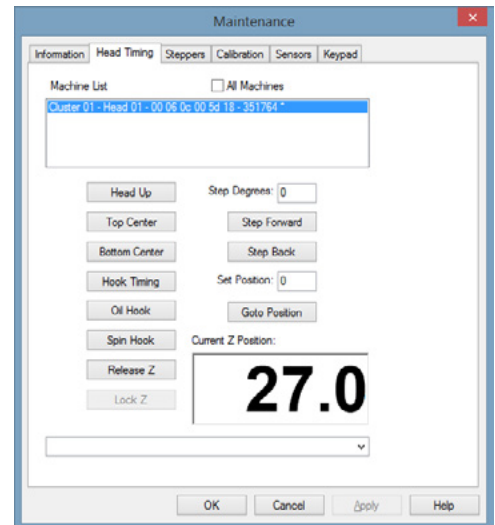 Maintenance
Information Head Timing Steppers Calibration Sensors Keypad
Machine List All Machines
Cluster 01 - Head 01 - 00 06 0c 00 5d 18 - 351764 *
Head Up Step Degrees: 0
Top Center Step Forward
Bottom Center Step Back
Hook Timing Set Position: 0
Oil Hook Goto Position
Spin Hook Current Z Position:
Release Z 27.0
Lock Z
OK Cancel Apply Help